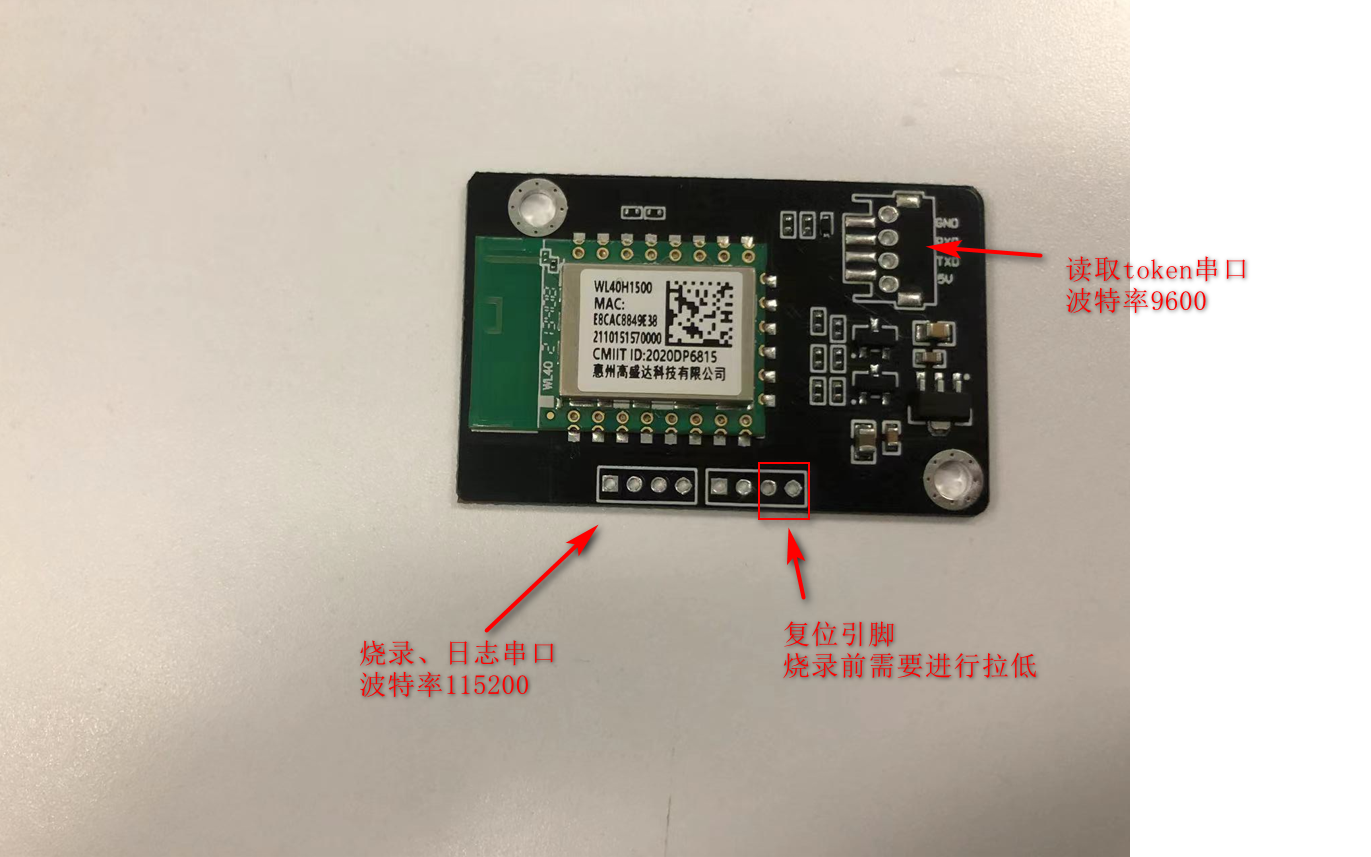 GND
RXD
TXD
5V
读取token串口
波特率9600
WL40H1500
MAC:
E8CAC8849E38
2110151570000
CMIIT ID:2020DP6815
惠州高盛达科技有限公司
WL40
烧录、日志串口
波特率115200
复位引脚
烧录前需要进行拉低